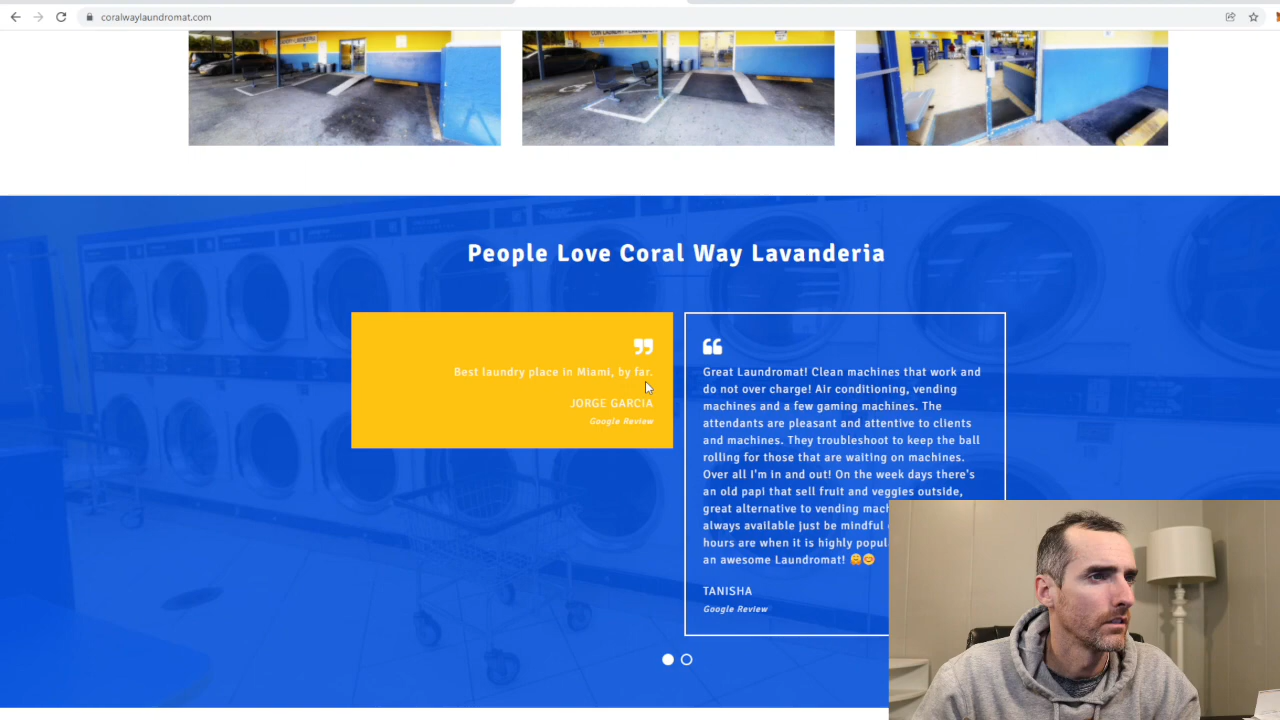 coralwaylaundromat.com
People Love Coral Way Lavanderia
Best laundry place in Miami, by far.
JORGE GARCIA
Google Review
Great Laundromat! Clean machines that work and
do not over charge! Air conditioning, vending
machines and a few gaming machines. The
attendants are pleasant and attentive to clients
and machines. They troubleshoot to keep the ball
rolling for those that are waiting on machines.
Over all I'm in and out! On the week days there's
an old papi that sell fruit and veggies outside,
great alternative to vending
always available just be mindful
hours are when it is highly
an awesome Laundromat! 🤗😊
TANISHA
Google Review